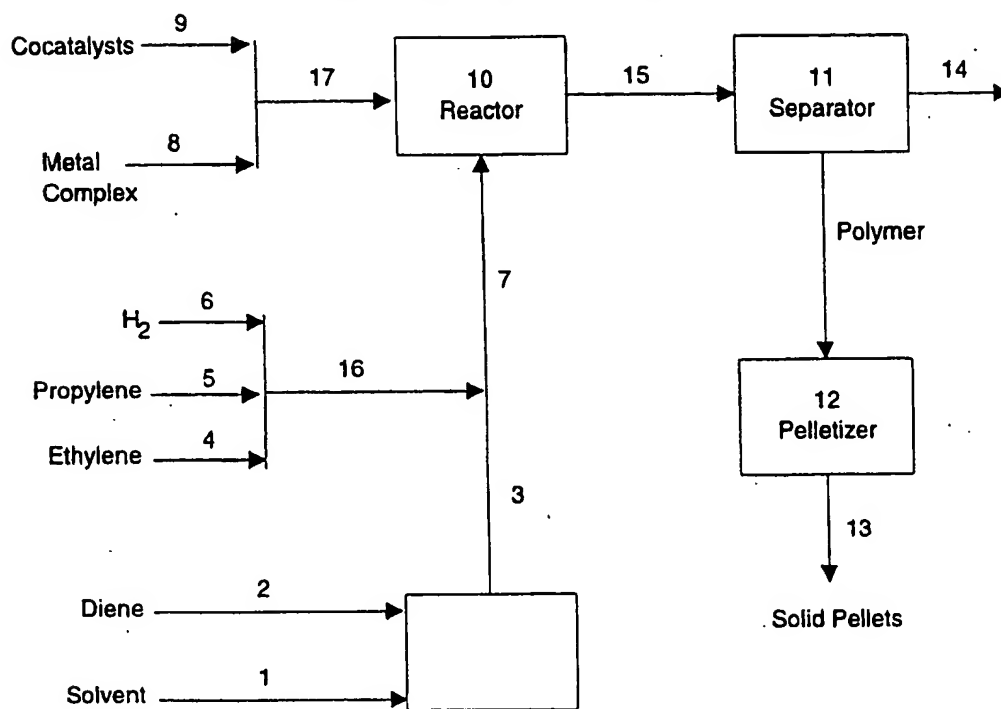 9
Cocatalysts
17
8
Metal
Complex
10
Reactor
15
11
Separator
14
Polymer
7
6
H2
5
Propylene
16
4
Ethylene
12
Pelletizer
3
13
2
Diene
Solid Pellets
1
Solvent